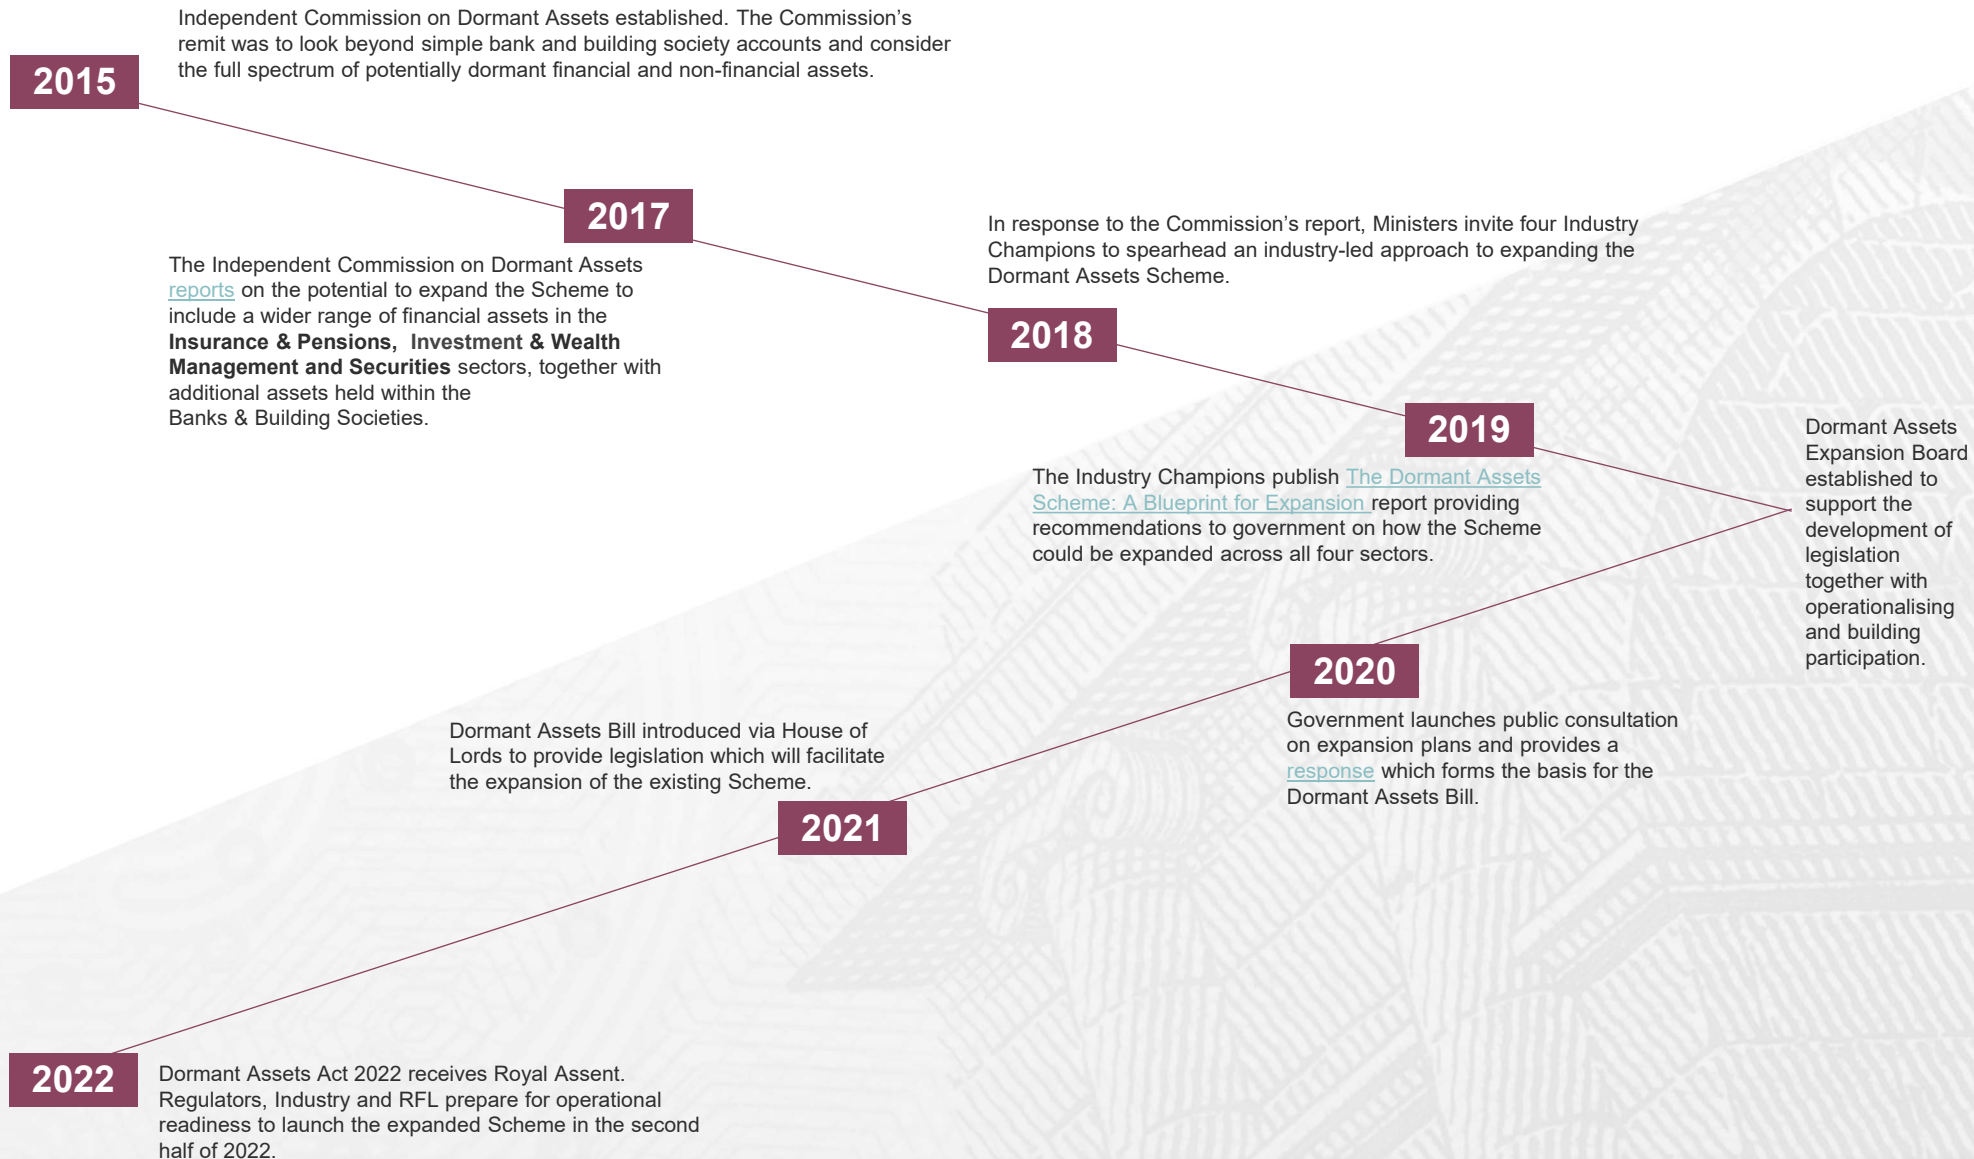 2015
Independent Commission on Dormant Assets established. The Commission’s
remit was to look beyond simple bank and building society accounts and consider
the full spectrum of potentially dormant financial and non-financial assets.
2017
The Independent Commission on Dormant Assets
reports on the potential to expand the Scheme to
include a wider range of financial assets in the
Insurance & Pensions,  Investment & Wealth
Management and Securities sectors, together with
additional assets held within the
Banks & Building Societies.
In response to the Commission’s report, Ministers invite four Industry
Champions to spearhead an industry-led approach to expanding the
Dormant Assets Scheme.
2018
2019
The Industry Champions publish The Dormant Assets
Scheme: A Blueprint for Expansion report providing
recommendations to government on how the Scheme
could be expanded across all four sectors.
Dormant Assets
Expansion Board
established to
support the
development of
legislation
together with
operationalising
and building
participation.
2020
Government launches public consultation
on expansion plans and provides a
response which forms the basis for the
Dormant Assets Bill.
Dormant Assets Bill introduced via House of
Lords to provide legislation which will facilitate
the expansion of the existing Scheme.
2021
2022
Dormant Assets Act 2022 receives Royal Assent.
Regulators, Industry and RFL prepare for operational
readiness to launch the expanded Scheme in the second
half of 2022.